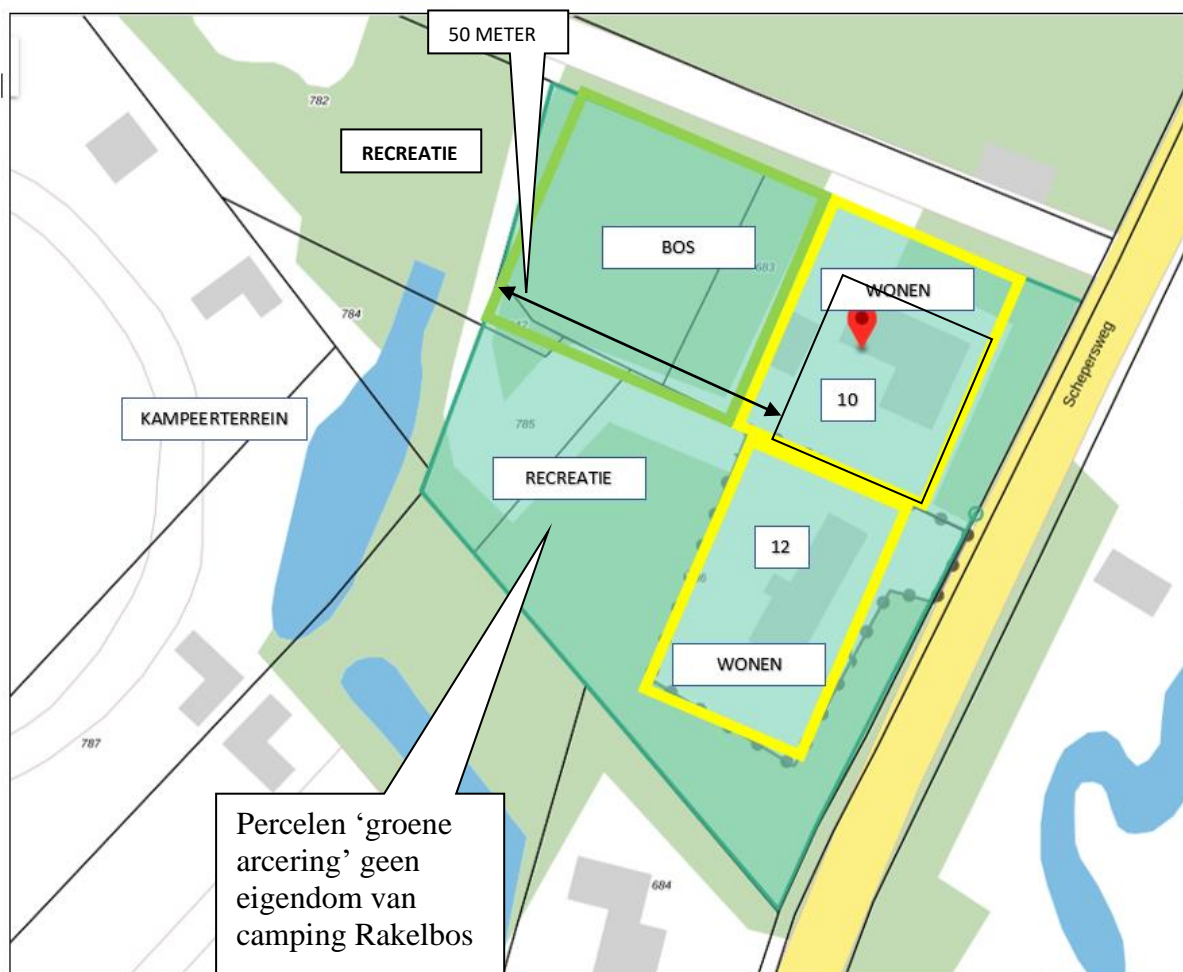 50 METER
782
RECREATIE
BOS
683
WONEN
784
10
Schepersweg
KAMPEERTERREIN
785
RECREATIE
12
WONEN
787
Percelen ‘groene
arcering’ geen
eigendom van
camping Rakelbos
684